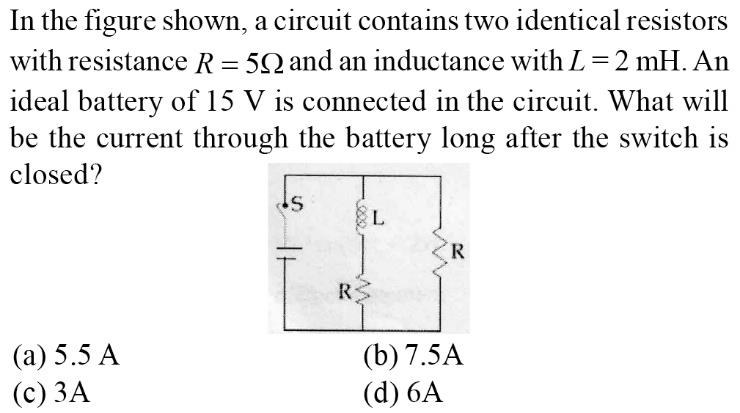 In the figure shown, a circuit contains two identical resistors
with resistance R = 5Ω and an inductance with L = 2 mH. An
ideal battery of 15 V is connected in the circuit. What will
be the current through the battery long after the switch is
closed?
S
L
R
R
(a) 5.5 A
(b) 7.5A
(c) 3A
(d) 6A